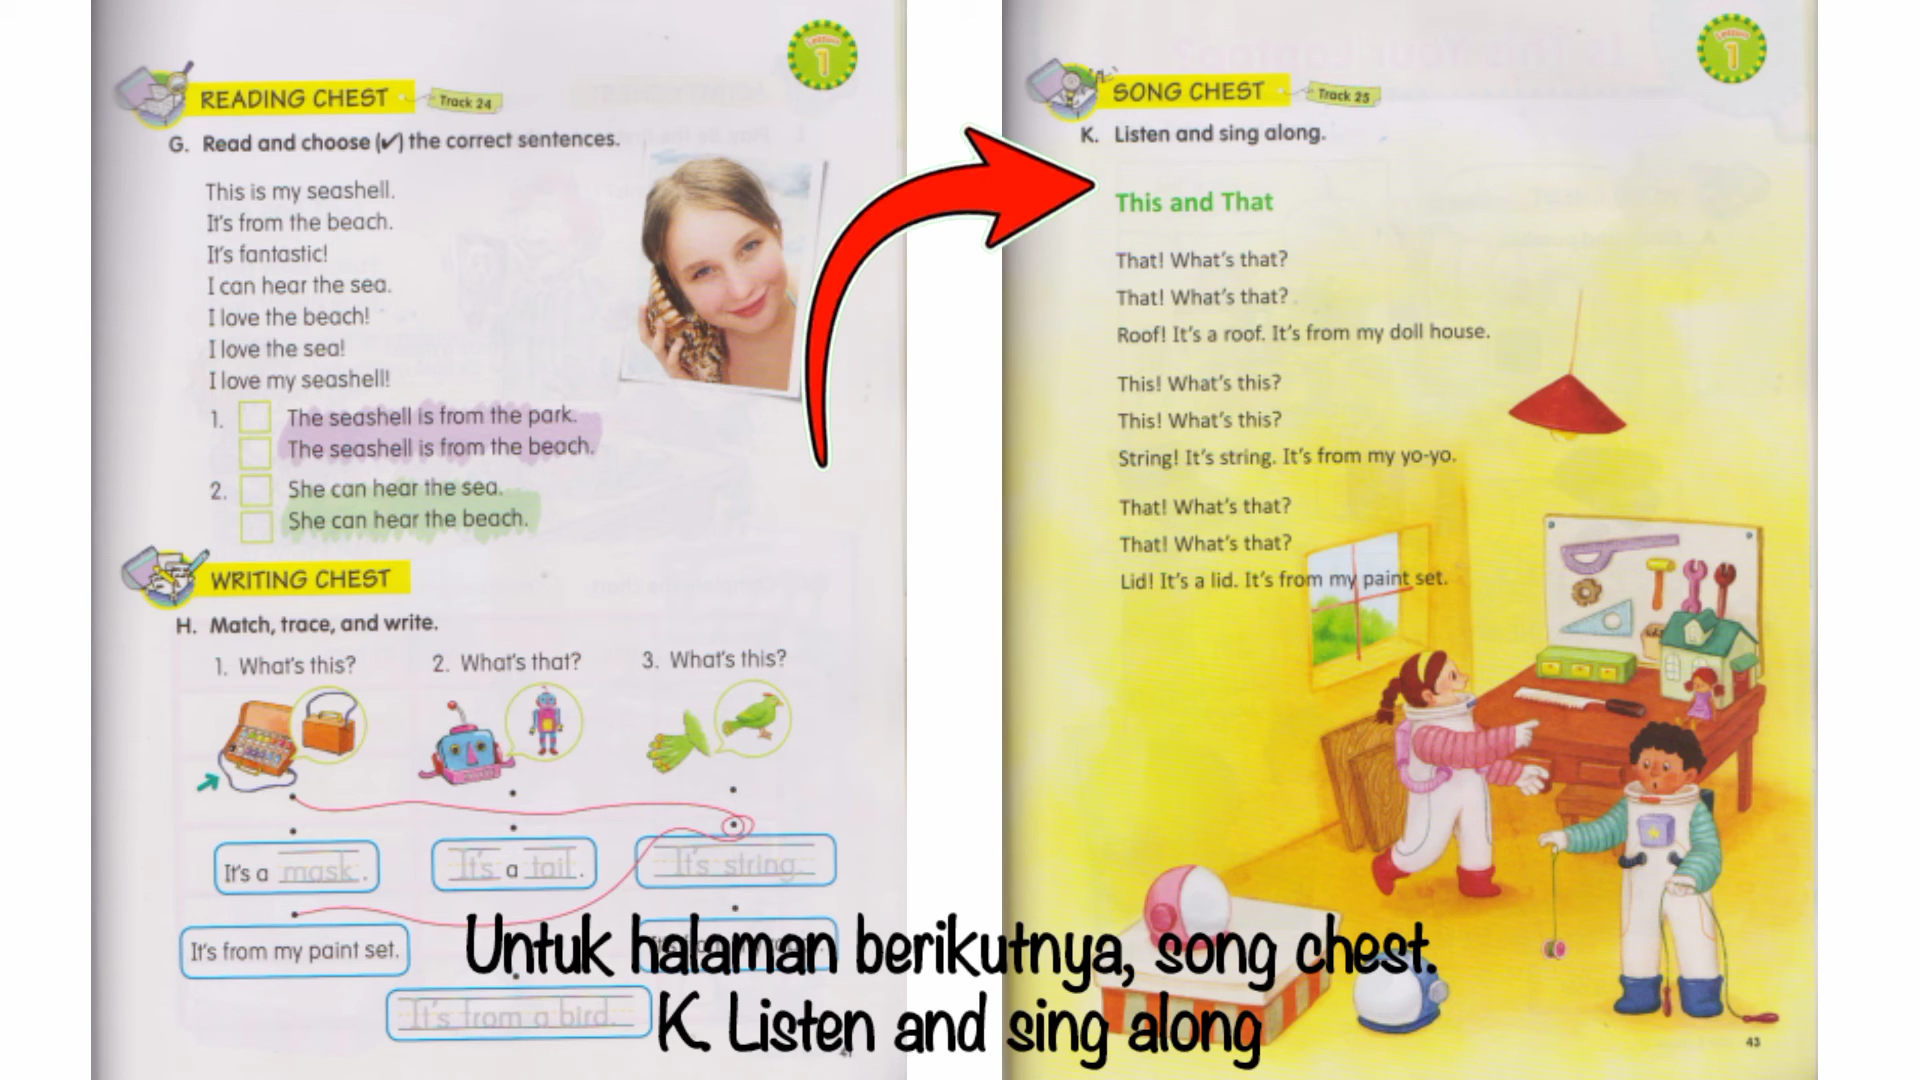 Lesson 1
READING CHEST
Track 24
G. Read and choose (✔) the correct sentences.
This is my seashell.
It's from the beach.
It's fantastic!
I can hear the sea.
I love the beach!
I love the sea!
I love my seashell!
1. The seashell is from the park.
The seashell is from the beach.
2. She can hear the sea.
She can hear the beach.
WRITING CHEST
H. Match, trace, and write.
1. What's this?
2. What's that?
3. What's this?
It's a mask.
It's a tail.
It's string.
It's from my paint set.
It's from a bird.
Lesson 1
SONG CHEST
Track 25
K. Listen and sing along.
This and That
That! What's that?
That! What's that?
Roof! It's a roof. It's from my doll house.
This! What's this?
This! What's this?
String! It's string. It's from my yo-yo.
That! What's that?
That! What's that?
Lid! It's a lid. It's from my paint set.
43
Untuk halaman berikutnya, song chest.
K. Listen and sing along